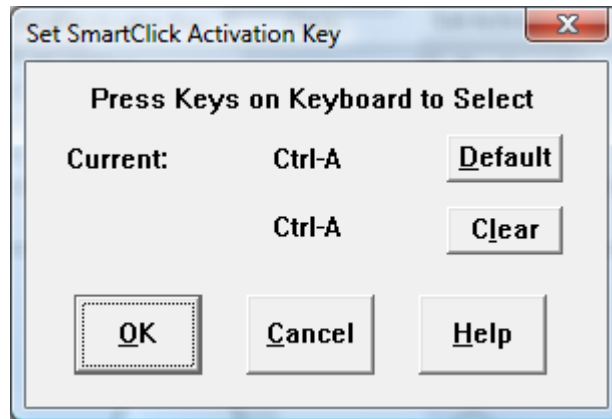 Set SmartClick Activation Key
Press Keys on Keyboard to Select
Current: Ctrl-A Default
Ctrl-A Clear
OK Cancel Help